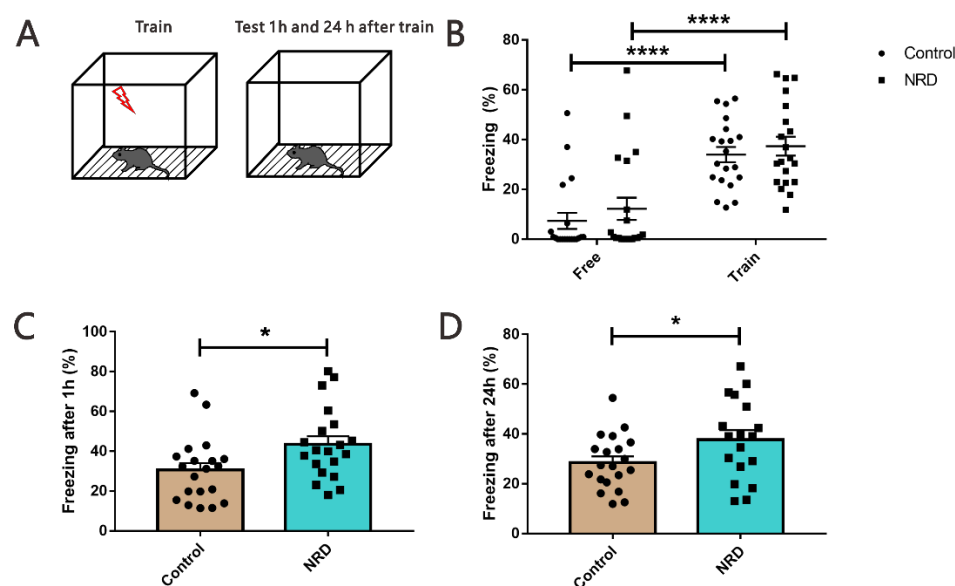 A
Train
Test 1h and 24 h after train
B
Freezing (%)
80
60
40
20
0
****
****
Free
Train
Control
NRD
C
Freezing after 1h (%)
100
80
60
40
20
0
*
Control
NRD
D
Freezing after 24h (%)
80
60
40
20
0
*
Control
NRD